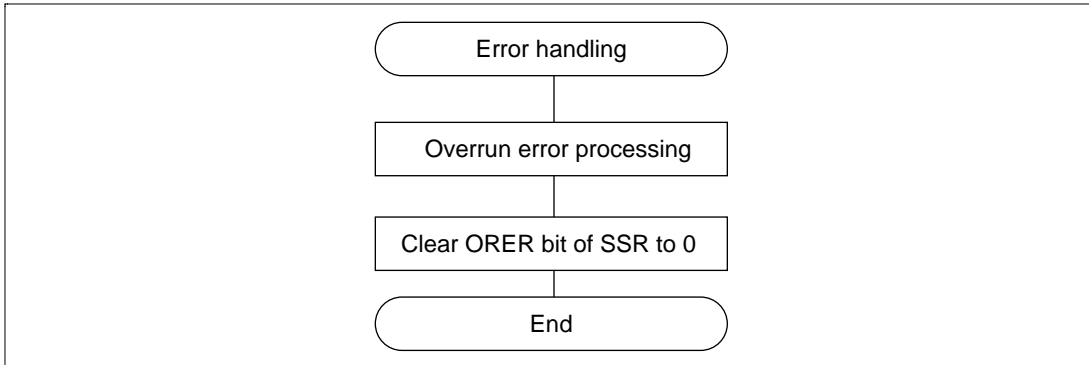 Error handling
Overrun error processing
Clear ORER bit of SSR to 0
End